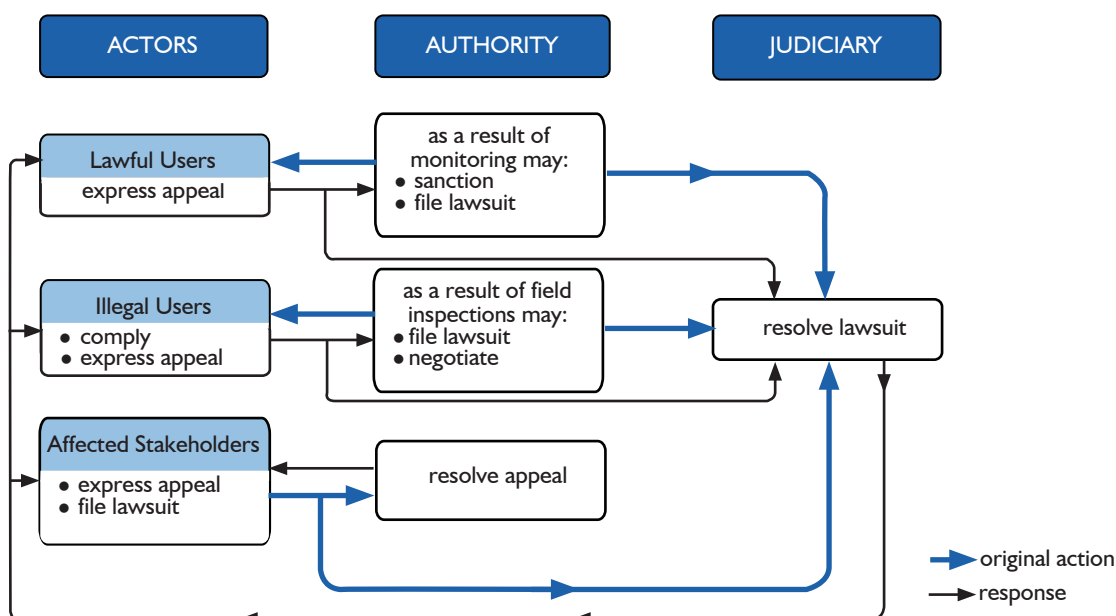 ACTORS
AUTHORITY
JUDICIARY
Lawful Users
express appeal
as a result of
monitoring may:
● sanction
● file lawsuit
Illegal Users
● comply
● express appeal
as a result of field
inspections may:
● file lawsuit
● negotiate
resolve lawsuit
Affected Stakeholders
● express appeal
● file lawsuit
resolve appeal
original action
response